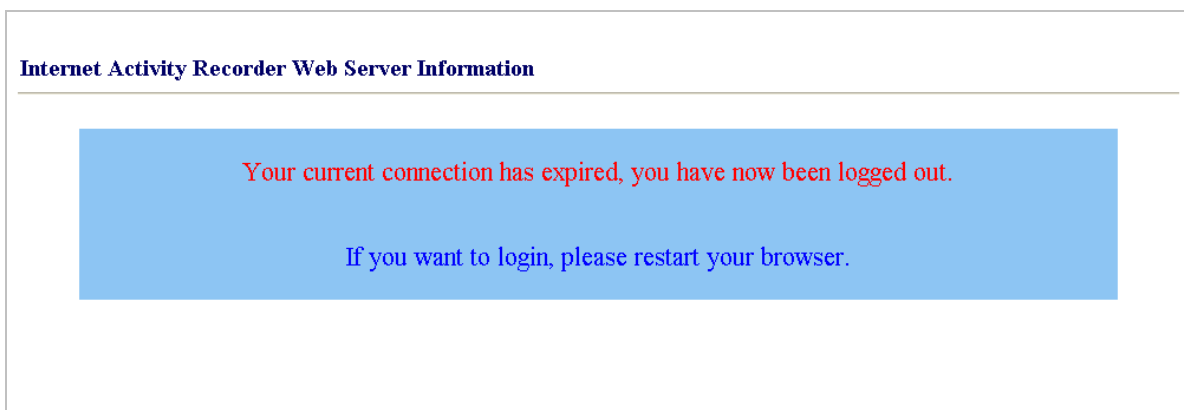 Internet Activity Recorder Web Server Information
Your current connection has expired, you have now been logged out.
If you want to login, please restart your browser.